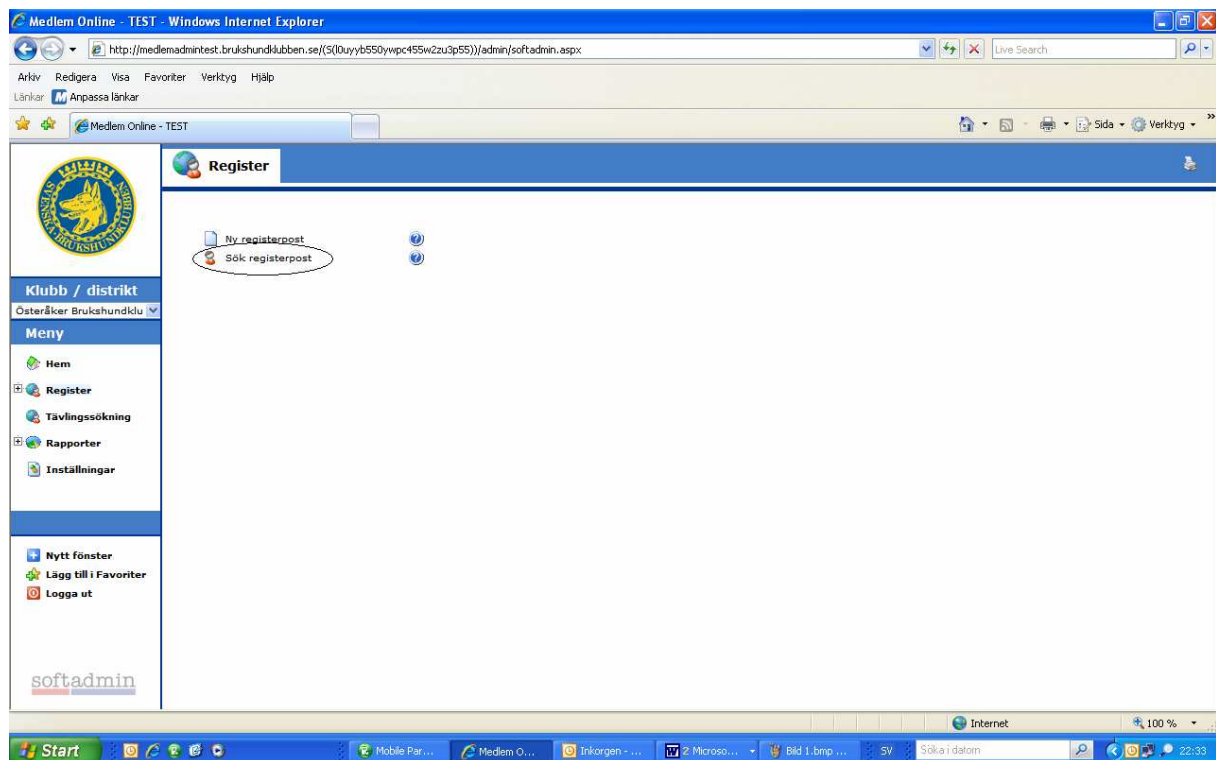 Medlem Online - TEST - Windows Internet Explorer
http://medlemadmintest.brukshundklubben.se/(S(l0uyyb550ywpc455w2zu3p55))/admin/softadmin.aspx
Live Search
Arkiv Redigera Visa Favoriter Verktyg Hjälp
Länkar Anpassa länkar
Medlem Online - TEST
Sida Verktyg
SVENSKA BRUKSHUNDKLUBBEN
Register
Ny registerpost
Sök registerpost
Klubb / distrikt
Österåker Brukshundklu
Meny
Hem
Register
Tävlingssökning
Rapporter
Inställningar
Nytt fönster
Lägg till i Favoriter
Logga ut
softadmin
Internet
100 %
Start
Mobile Par...
Medlem O...
Inkorgen - ...
2 Microso...
Bild 1.bmp ...
SV
Söka i datorn
22:33